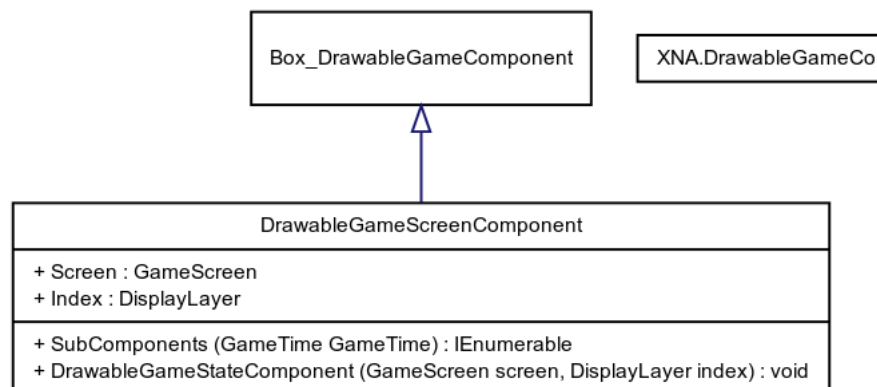 Box_DrawableGameComponent
XNA.DrawableGameCo
DrawableGameScreenComponent
+ Screen : GameScreen
+ Index : DisplayLayer
+ SubComponents (GameTime GameTime) : IEnumerable
+ DrawableGameStateComponent (GameScreen screen, DisplayLayer index) : void